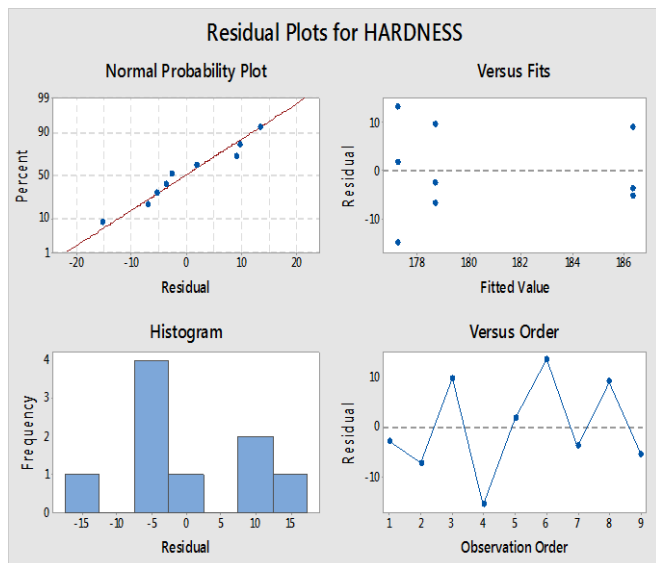 Residual Plots for HARDNESS
Normal Probability Plot
99
90
50
10
1
Percent
-20 -10 0 10 20
Residual
Versus Fits
10
0
-10
Residual
178 180 182 184 186
Fitted Value
Histogram
4
3
2
1
0
Frequency
-15 -10 -5 0 5 10 15
Residual
Versus Order
10
0
-10
Residual
1 2 3 4 5 6 7 8 9
Observation Order